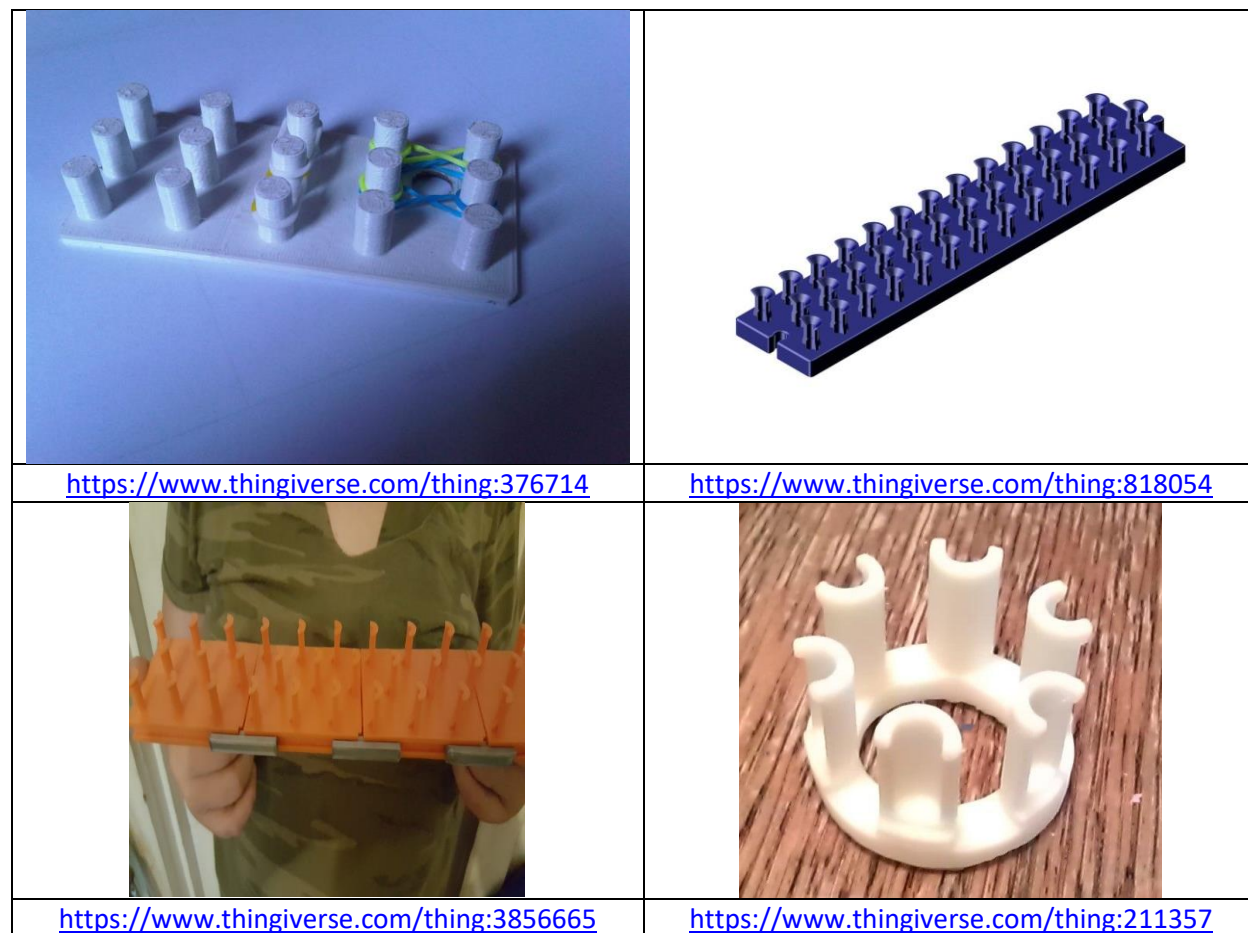 https://www.thingiverse.com/thing:376714
https://www.thingiverse.com/thing:818054
https://www.thingiverse.com/thing:3856665
https://www.thingiverse.com/thing:211357